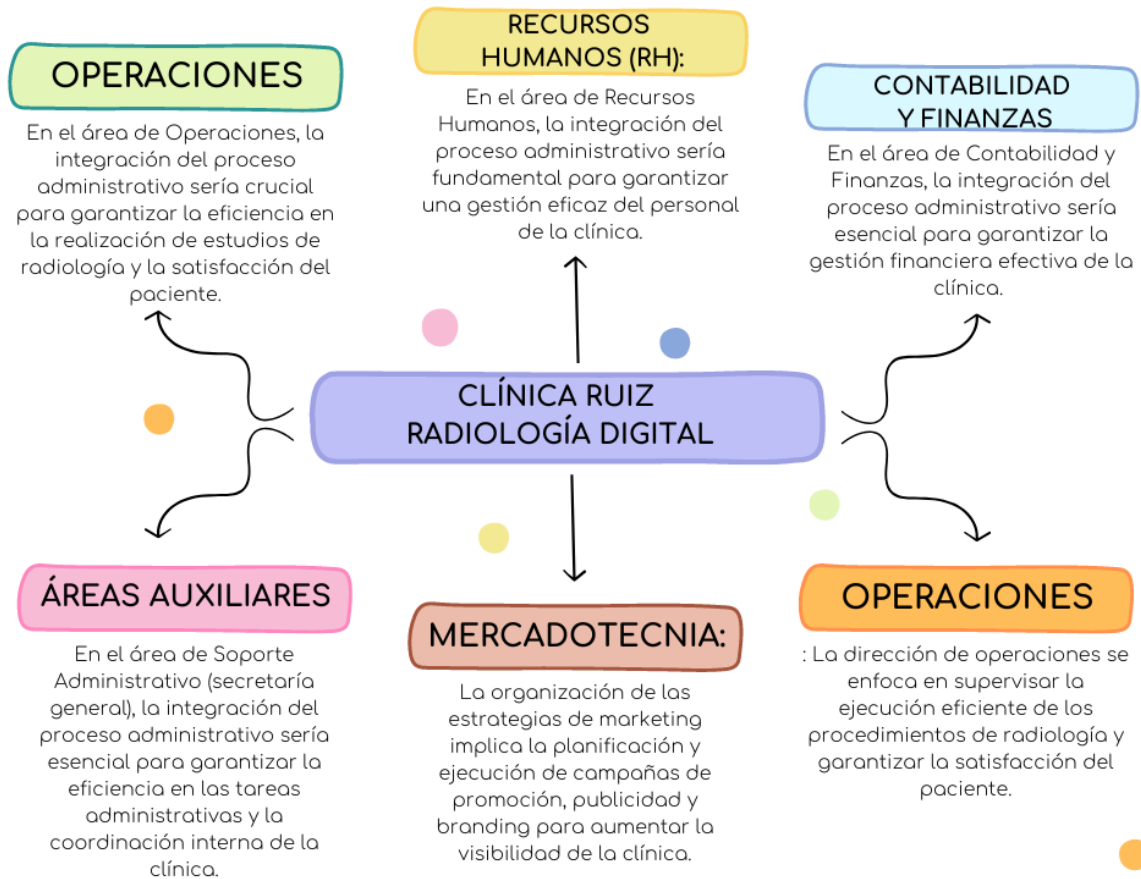 OPERACIONES
En el área de Operaciones, la
integración del proceso
administrativo sería crucial
para garantizar la eficiencia en
la realización de estudios de
radiología y la satisfacción del
paciente.
RECURSOS
HUMANOS (RH):
En el área de Recursos
Humanos, la integración del
proceso administrativo sería
fundamental para garantizar
una gestión eficaz del personal
de la clínica.
CONTABILIDAD
Y FINANZAS
En el área de Contabilidad y
Finanzas, la integración del
proceso administrativo sería
esencial para garantizar la
gestión financiera efectiva de la
clínica.
CLÍNICA RUIZ
RADIOLOGÍA DIGITAL
ÁREAS AUXILIARES
En el área de Soporte
Administrativo (secretaría
general), la integración del
proceso administrativo sería
esencial para garantizar la
eficiencia en las tareas
administrativas y la
coordinación interna de la
clínica.
MERCADOTECNIA:
La organización de las
estrategias de marketing
implica la planificación y
ejecución de campañas de
promoción, publicidad y
branding para aumentar la
visibilidad de la clínica.
OPERACIONES
: La dirección de operaciones se
enfoca en supervisar la
ejecución eficiente de los
procedimientos de radiología y
garantizar la satisfacción del
paciente.